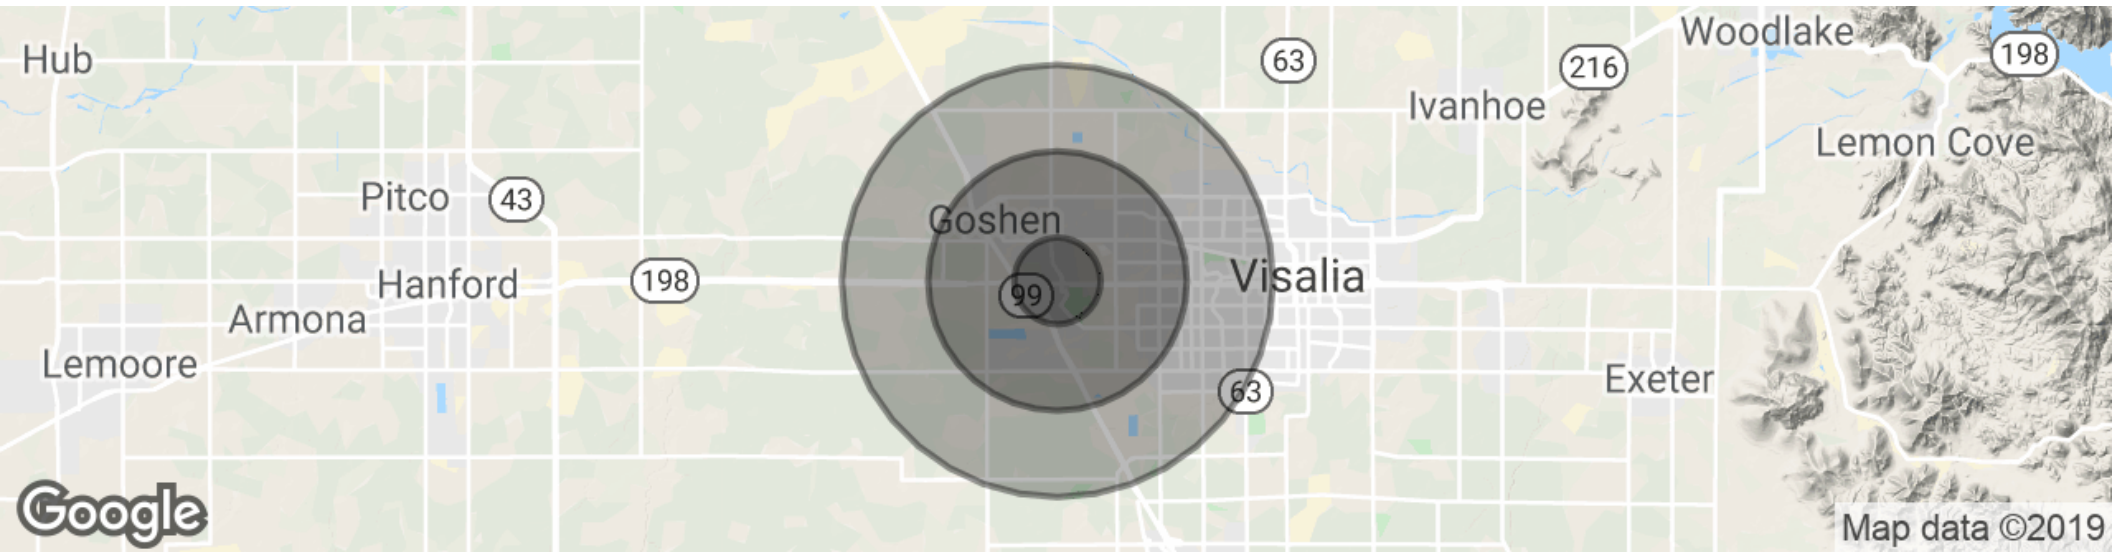 Woodlake
Hub
63
216
198
Ivanhoe
Lemon Cove
Pitco
43
Goshen
Hanford
198
99
Visalia
Armona
Lemoore
Exeter
63
Google
Map data ©2019